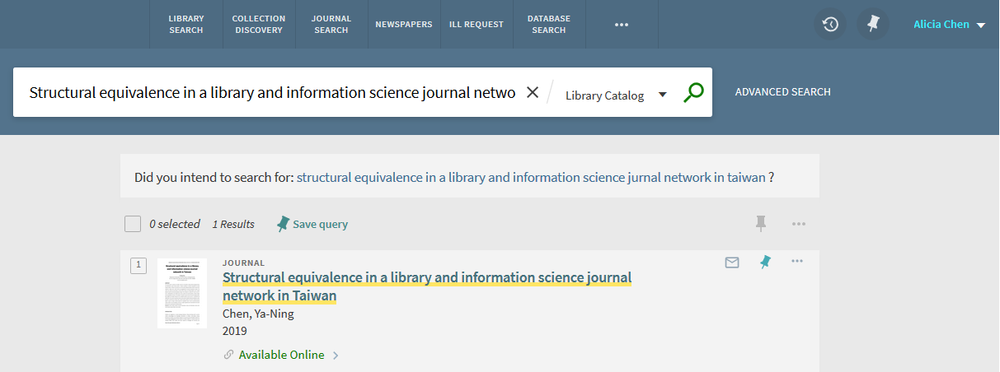 LIBRARY SEARCH
COLLECTION DISCOVERY
JOURNAL SEARCH
NEWSPAPERS
ILL REQUEST
DATABASE SEARCH
Alicia Chen
Structural equivalence in a library and information science journal netwo
Library Catalog
ADVANCED SEARCH
Did you intend to search for: structural equivalence in a library and information science jurnal network in taiwan ?
0 selected
1 Results
Save query
1
JOURNAL
Structural equivalence in a library and information science journal
network in Taiwan
Chen, Ya-Ning
2019
Available Online